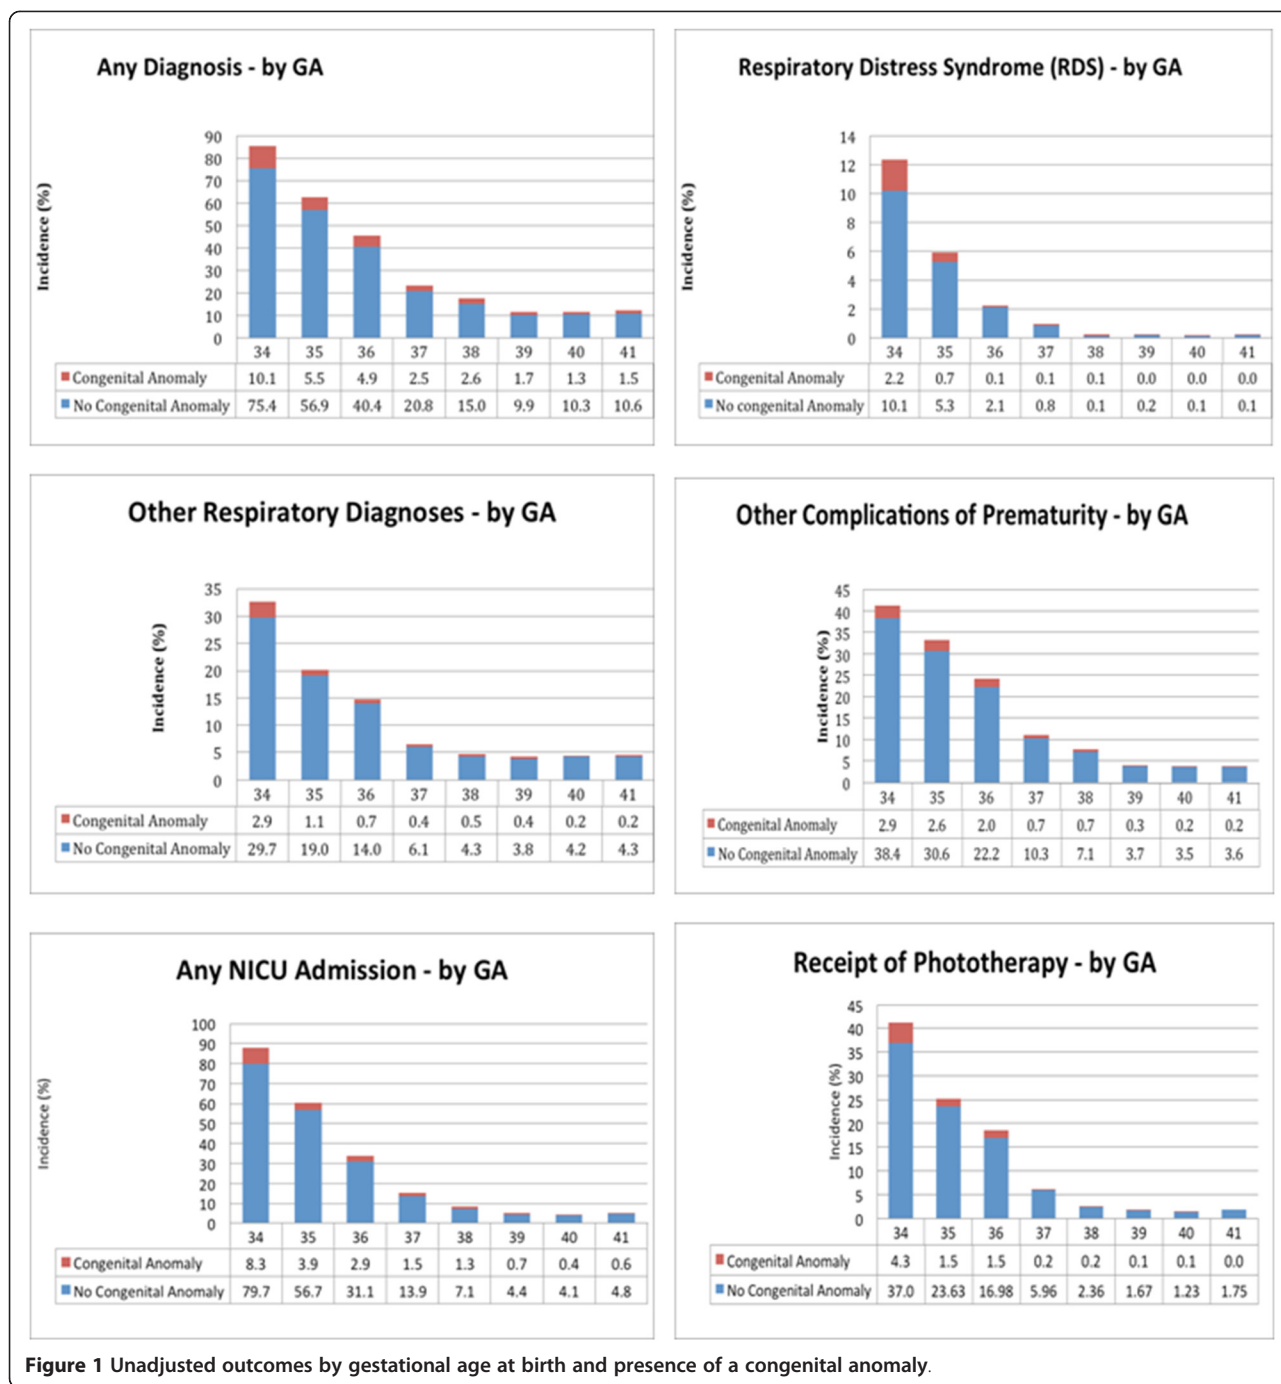 Any Diagnosis - by GA
Incidence (%)
90
80
70
60
50
40
30
20
10
0
34 35 36 37 38 39 40 41
Congenital Anomaly 10.1 5.5 4.9 2.5 2.6 1.7 1.3 1.5
No Congenital Anomaly 75.4 56.9 40.4 20.8 15.0 9.9 10.3 10.6
Respiratory Distress Syndrome (RDS) - by GA
Incidence (%)
14
12
10
8
6
4
2
0
34 35 36 37 38 39 40 41
Congenital Anomaly 2.2 0.7 0.1 0.1 0.1 0.0 0.0 0.0
No congenital Anomaly 10.1 5.3 2.1 0.8 0.1 0.2 0.1 0.1
Other Respiratory Diagnoses - by GA
Incidence (%)
35
30
25
20
15
10
5
0
34 35 36 37 38 39 40 41
Congenital Anomaly 2.9 1.1 0.7 0.4 0.5 0.4 0.2 0.2
No Congenital Anomaly 29.7 19.0 14.0 6.1 4.3 3.8 4.2 4.3
Other Complications of Prematurity - by GA
Incidence (%)
45
40
35
30
25
20
15
10
5
0
34 35 36 37 38 39 40 41
Congenital Anomaly 2.9 2.6 2.0 0.7 0.7 0.3 0.2 0.2
No Congenital Anomaly 38.4 30.6 22.2 10.3 7.1 3.7 3.5 3.6
Any NICU Admission - by GA
Incidence (%)
100
90
80
70
60
50
40
30
20
10
0
34 35 36 37 38 39 40 41
Congenital Anomaly 8.3 3.9 2.9 1.5 1.3 0.7 0.4 0.6
No Congenital Anomaly 79.7 56.7 31.1 13.9 7.1 4.4 4.1 4.8
Receipt of Phototherapy - by GA
Incidence (%)
45
40
35
30
25
20
15
10
5
0
34 35 36 37 38 39 40 41
Congenital Anomaly 4.3 1.5 1.5 0.2 0.2 0.1 0.1 0.0
No Congenital Anomaly 37.0 23.63 16.98 5.96 2.36 1.67 1.23 1.75
Figure 1 Unadjusted outcomes by gestational age at birth and presence of a congenital anomaly.